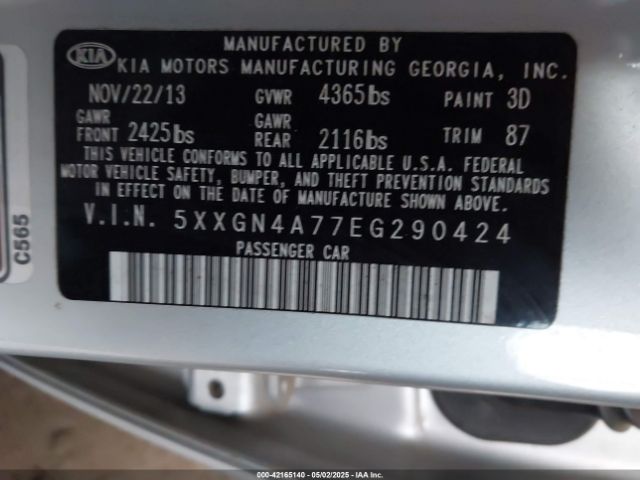 MANUFACTURED BY
KIA KIA MOTORS MANUFACTURING GEORGIA, INC.
NOV/22/13 GVWR 4365lbs PAINT 3D
GAWR FRONT 2425lbs GAWR REAR 2116lbs TRIM 87
THIS VEHICLE CONFORMS TO ALL APPLICABLE U.S.A. FEDERAL
MOTOR VEHICLE SAFETY, BUMPER, AND THEFT PREVENTION STANDARDS
IN EFFECT ON THE DATE OF MANUFACTURE SHOWN ABOVE.
V.I.N. 5XXGN4A77EG290424
PASSENGER CAR
C565
000-42165140 - 05/02/2025 - IAA Inc.